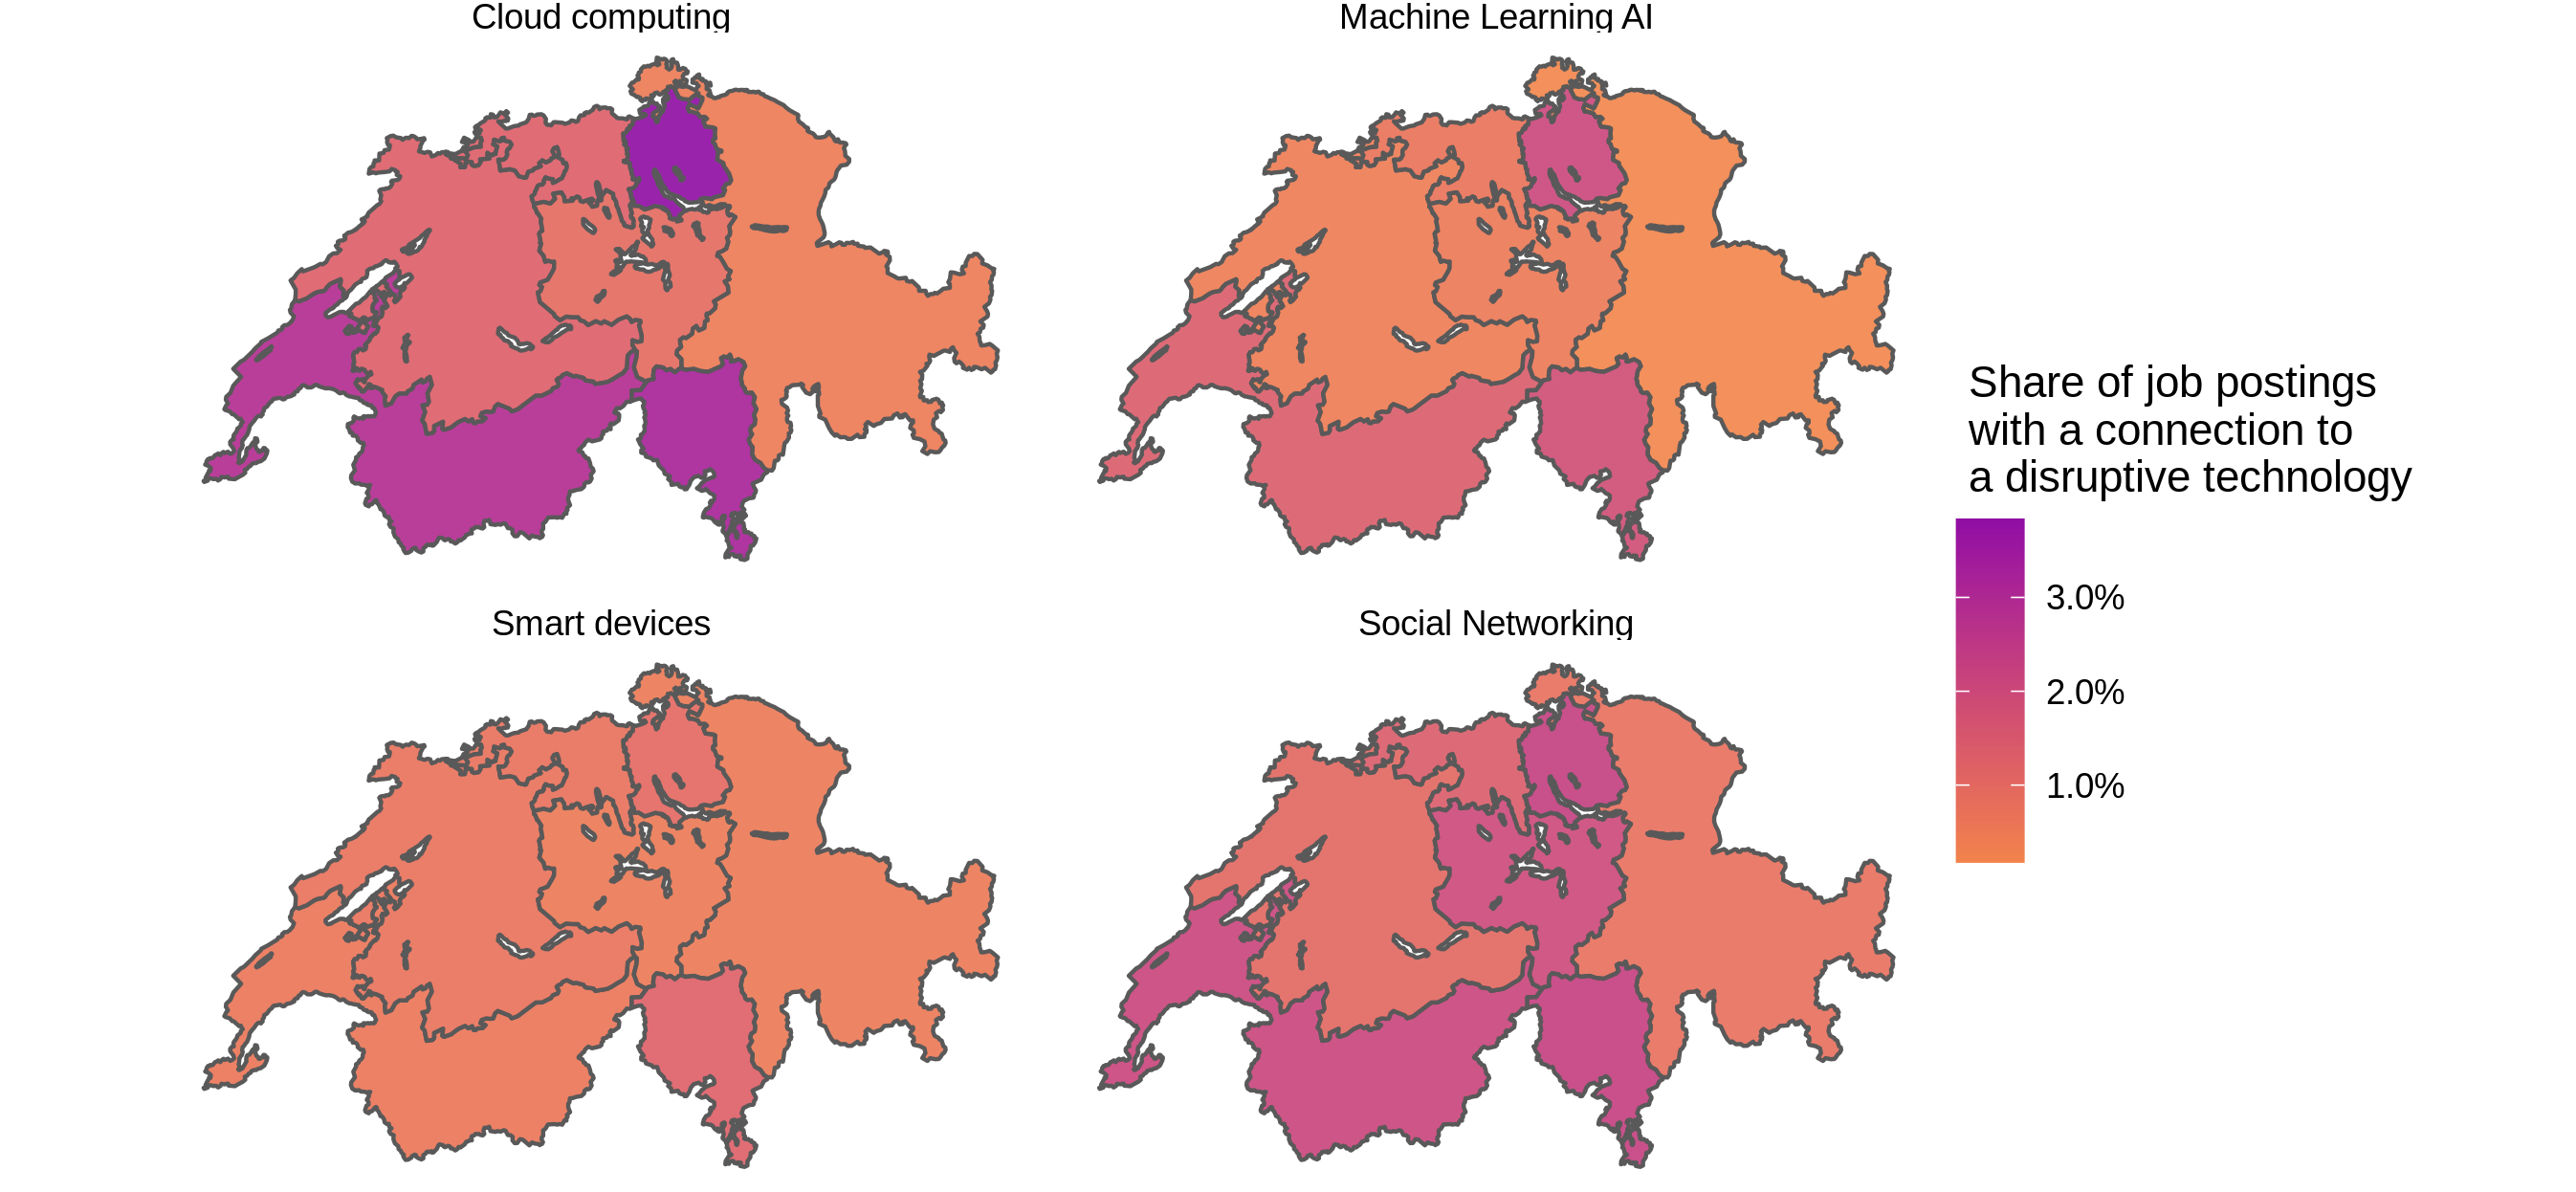 Cloud computing
Machine Learning AI
Smart devices
Social Networking
Share of job postings
with a connection to
a disruptive technology
3.0%
2.0%
1.0%